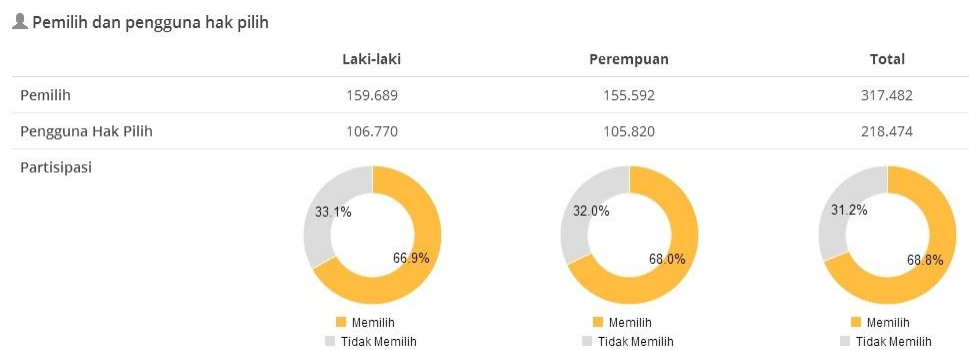 Pemilih dan pengguna hak pilih
Laki-laki Perempuan Total
Pemilih 159.689 155.592 317.482
Pengguna Hak Pilih 106.770 105.820 218.474
Partisipasi
33.1% 66.9%
32.0% 68.0%
31.2% 68.8%
Memilih Memilih Memilih
Tidak Memilih Tidak Memilih Tidak Memilih